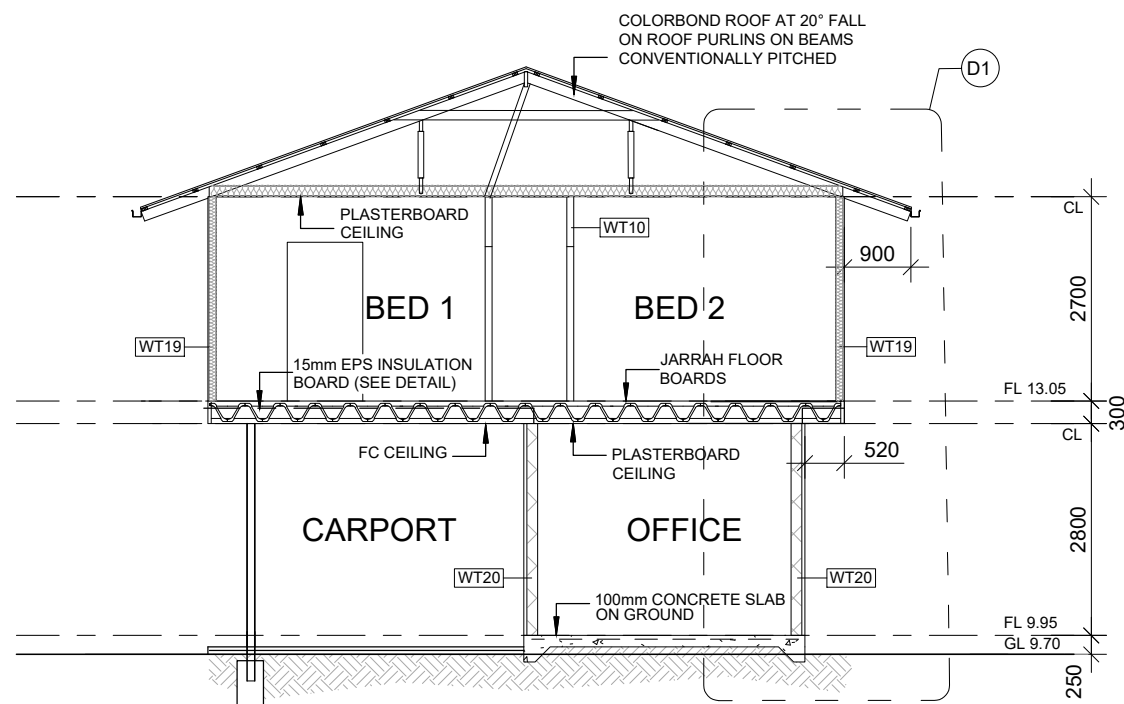 COLORBOND ROOF AT 20° FALL
ON ROOF PURLINS ON BEAMS
CONVENTIONALLY PITCHED
D1
PLASTERBOARD
CEILING
WT10
CL
900
2700
BED 1
BED 2
WT19
15mm EPS INSULATION
BOARD (SEE DETAIL)
JARRAH FLOOR
BOARDS
WT19
FL 13.05
300
CL
FC CEILING
PLASTERBOARD
CEILING
520
CARPORT
OFFICE
2800
WT20
WT20
100mm CONCRETE SLAB
ON GROUND
FL 9.95
GL 9.70
250